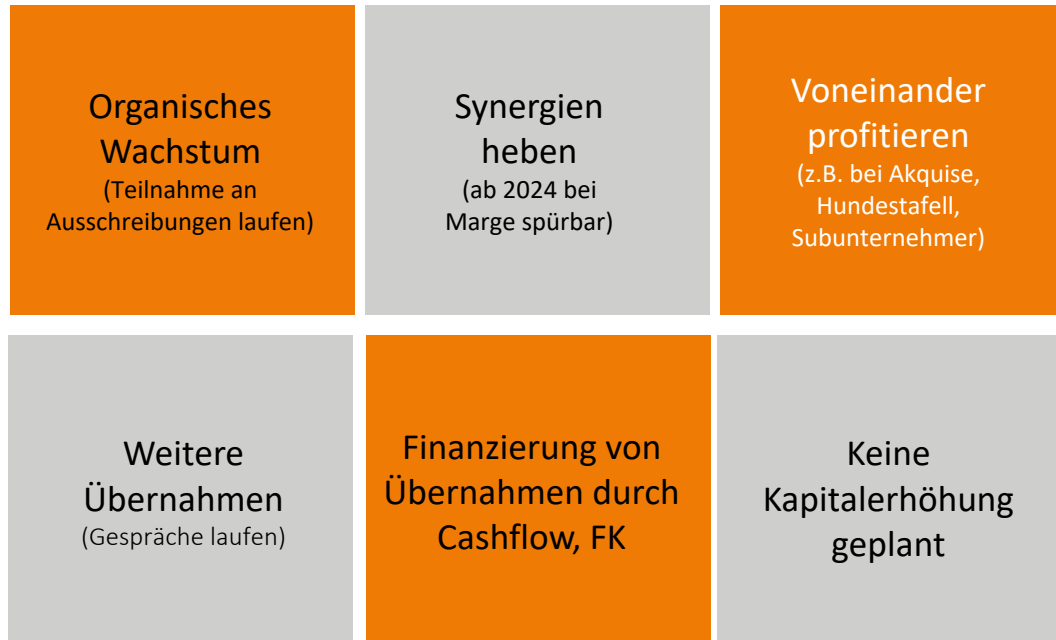 Organisches
Wachstum
(Teilnahme an
Ausschreibungen laufen)
Synergien
heben
(ab 2024 bei
Marge spürbar)
Voneinander
profitieren
(z.B. bei Akquise,
Hundestafell,
Subunternehmer)
Weitere
Übernahmen
(Gespräche laufen)
Finanzierung von
Übernahmen durch
Cashflow, FK
Keine
Kapitalerhöhung
geplant